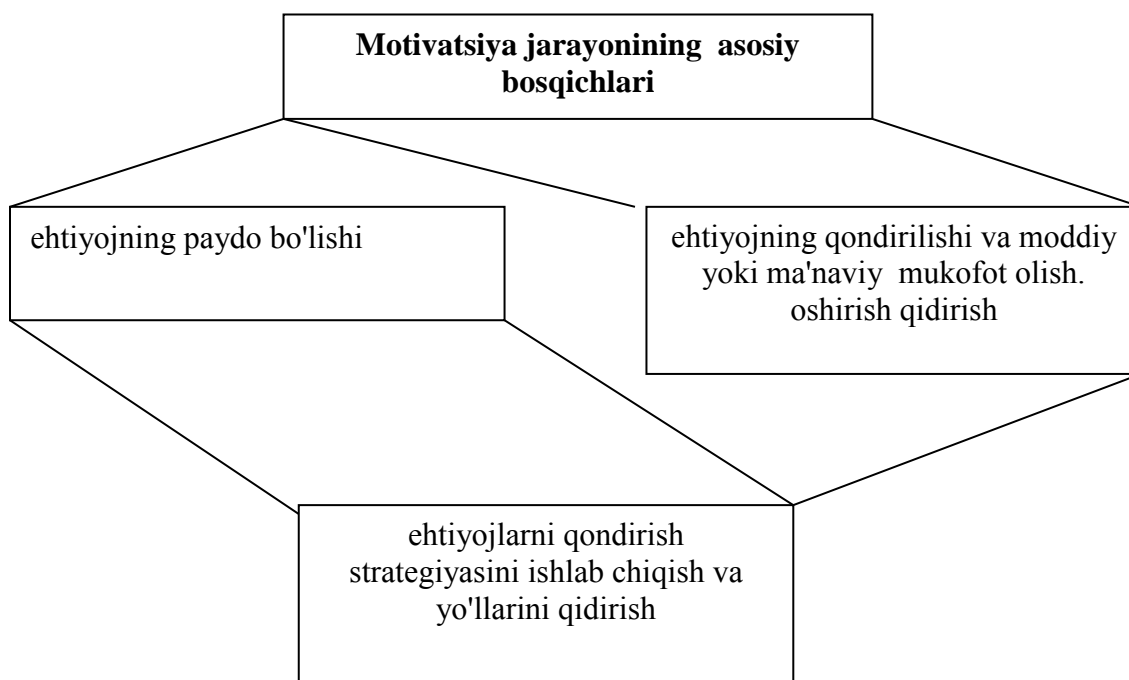 Motivatsiya jarayonining asosiy
bosqichlari
ehtiyojning paydo bo'lishi
ehtiyojning qondirilishi va moddiy
yoki ma'naviy mukofot olish.
oshirish qidirish
ehtiyojlarni qondirish
strategiyasini ishlab chiqish va
yo'llarini qidirish